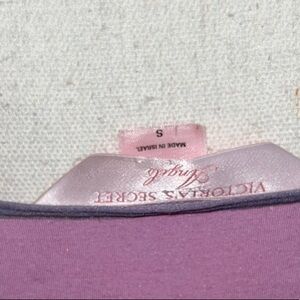 VICTORIA'S SECRET
Angels
MADE IN ISRAEL
S